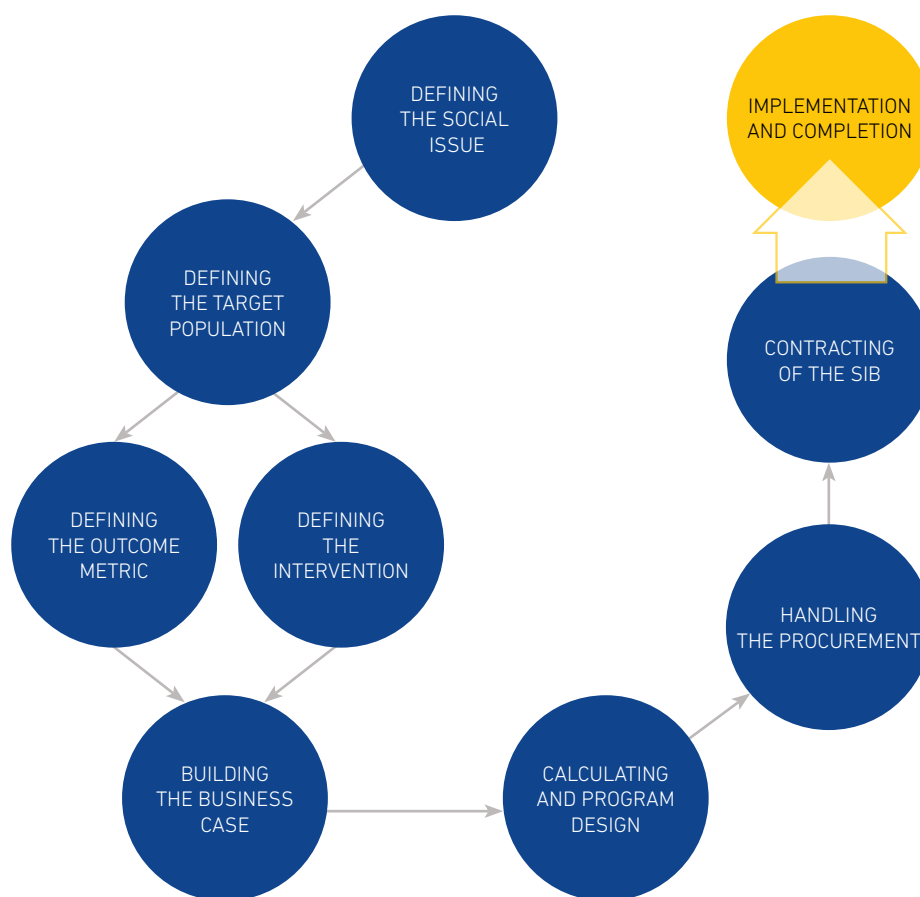 DEFINING
THE SOCIAL
ISSUE
DEFINING
THE TARGET
POPULATION
DEFINING
THE OUTCOME
METRIC
DEFINING
THE
INTERVENTION
BUILDING
THE BUSINESS
CASE
CALCULATING
AND PROGRAM
DESIGN
HANDLING
THE PROCUREMENT
CONTRACTING
OF THE SIB
IMPLEMENTATION
AND COMPLETION